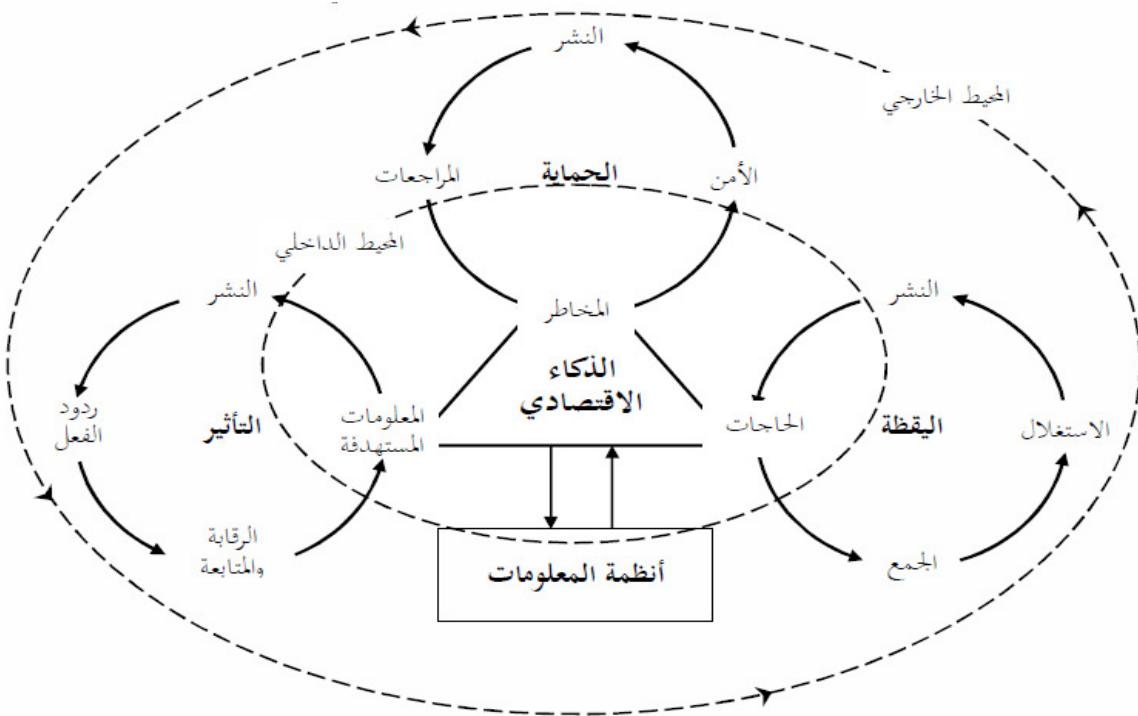 النشر
المحيط الخارجي
الأمن
الحماية
المراجعات
المحيط الداخلي
النشر
المخاطر
النشر
الذكاء
الاقتصادي
ردود
الفعل
التأثير
المعلومات
المستهدفة
الحاجات
اليقظة
الاستغلال
الرقابة
والمتابعة
الجمع
أنظمة المعلومات